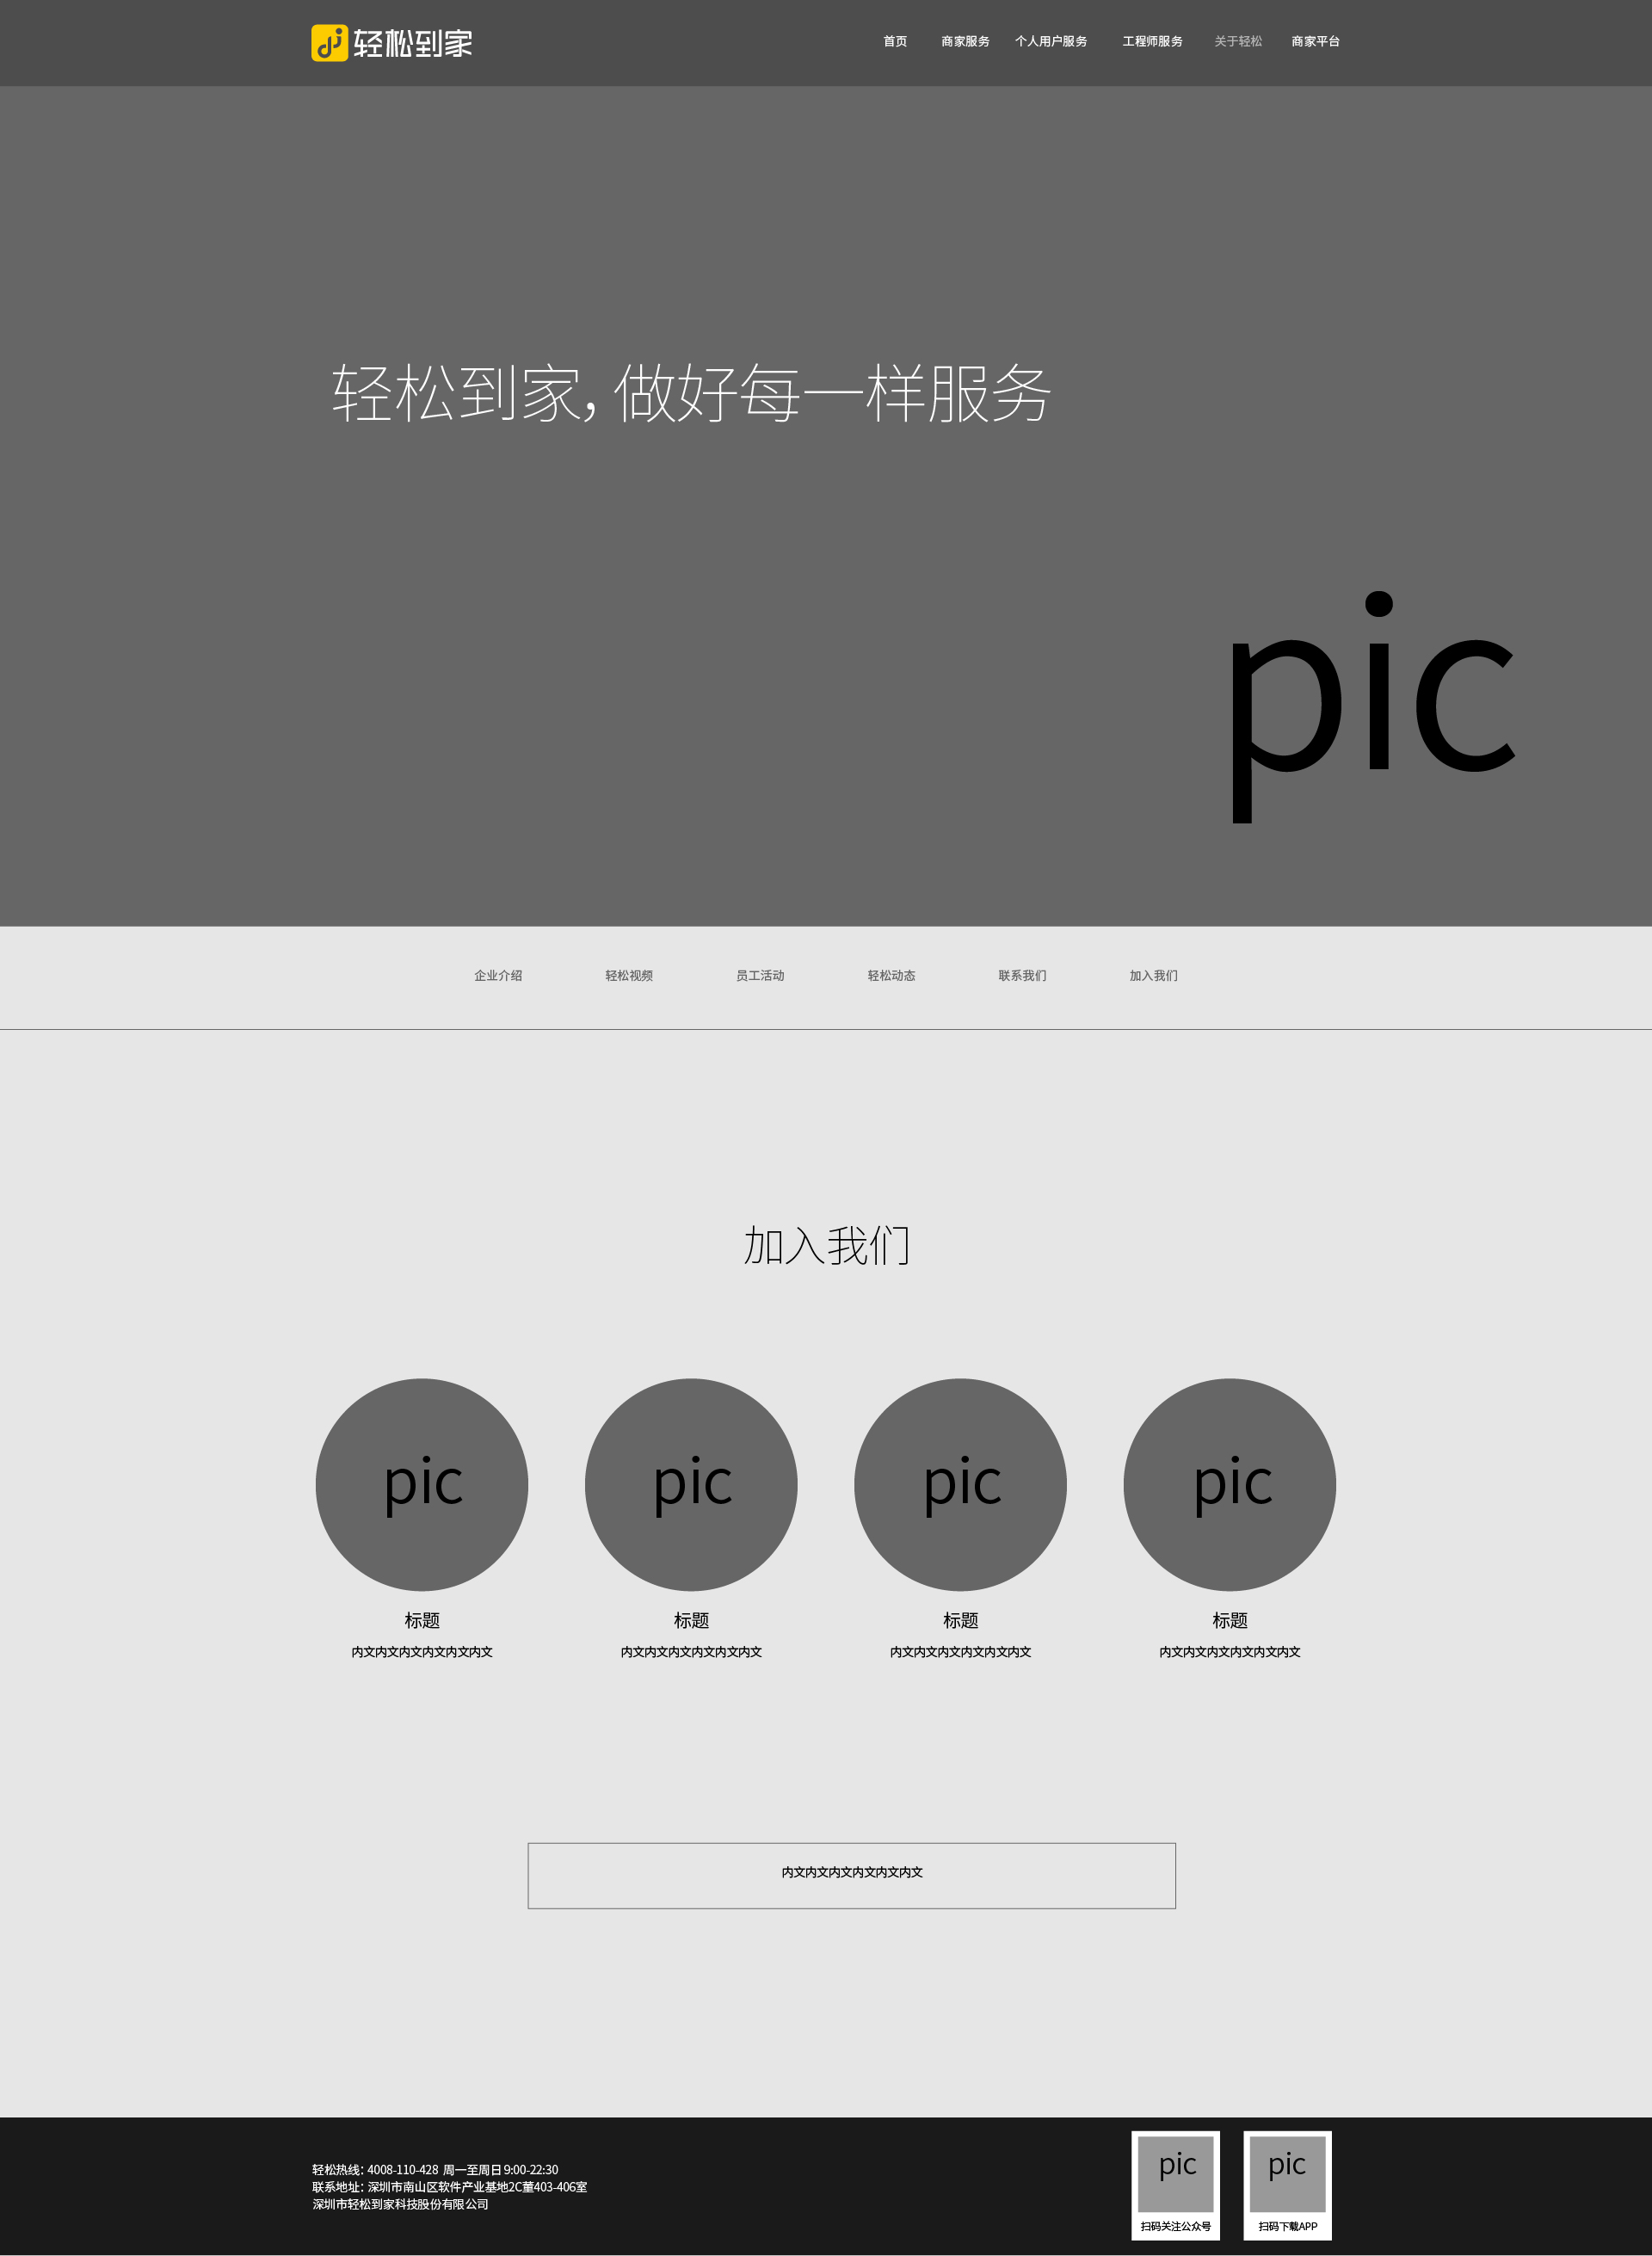 轻松到家
首页 商家服务 个人用户服务 工程师服务 关于轻松 商家平台
轻松到家，做好每一样服务
pic
企业介绍 轻松视频 员工活动 轻松动态 联系我们 加入我们
加入我们
pic pic pic pic
标题 标题 标题 标题
内文内文内文内文内文内文 内文内文内文内文内文内文 内文内文内文内文内文内文 内文内文内文内文内文内文
内文内文内文内文内文内文
pic pic
轻松热线：4008-110-428 周一至周日 9:00-22:30
联系地址：深圳市南山区软件产业基地2C董403-406室
深圳市轻松到家科技股份有限公司
扫码关注公众号 扫码下载APP